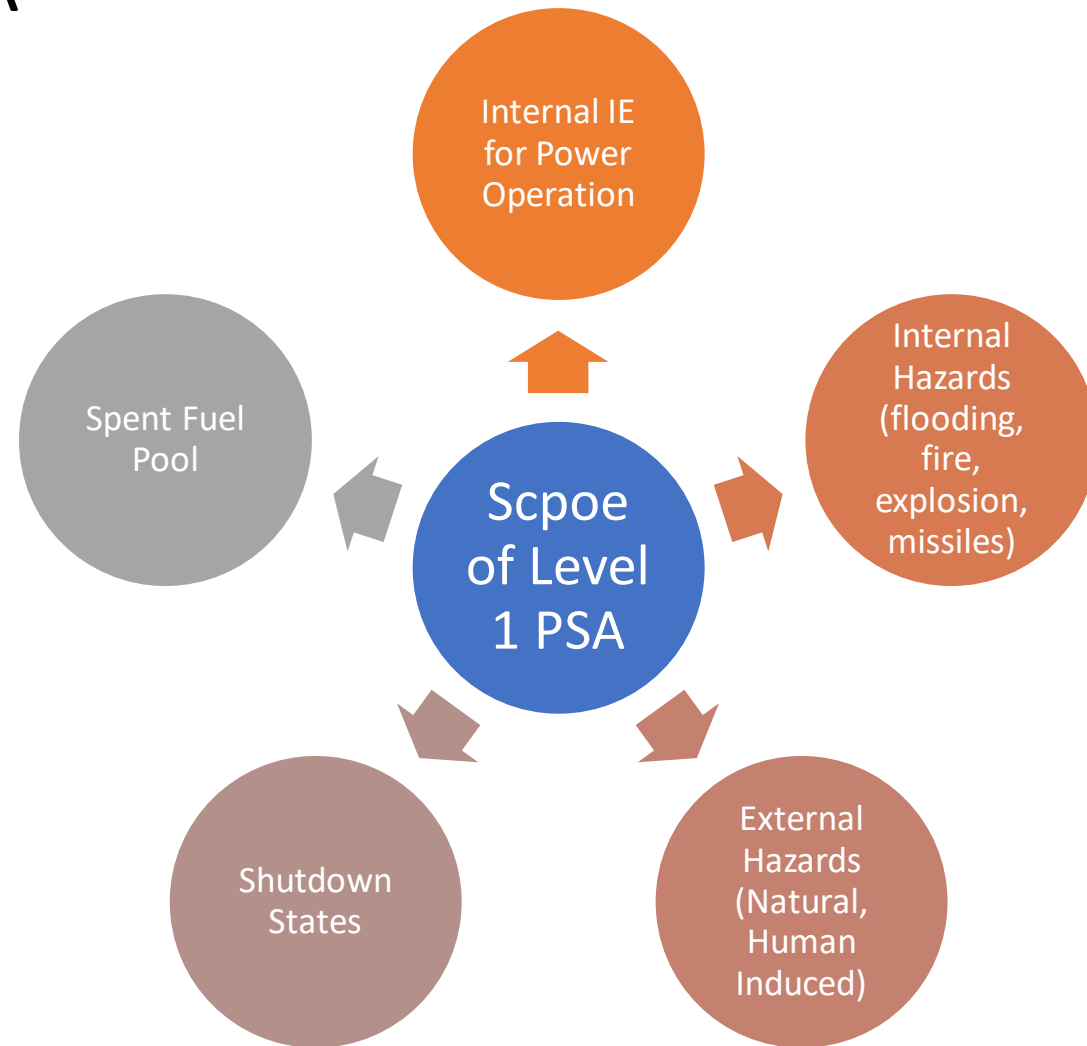 Internal IE
for Power
Operation
Internal
Hazards
(flooding,
fire,
explosion,
missiles)
Spent Fuel
Pool
Scpoe
of Level
1 PSA
Shutdown
States
External
Hazards
(Natural,
Human
Induced)